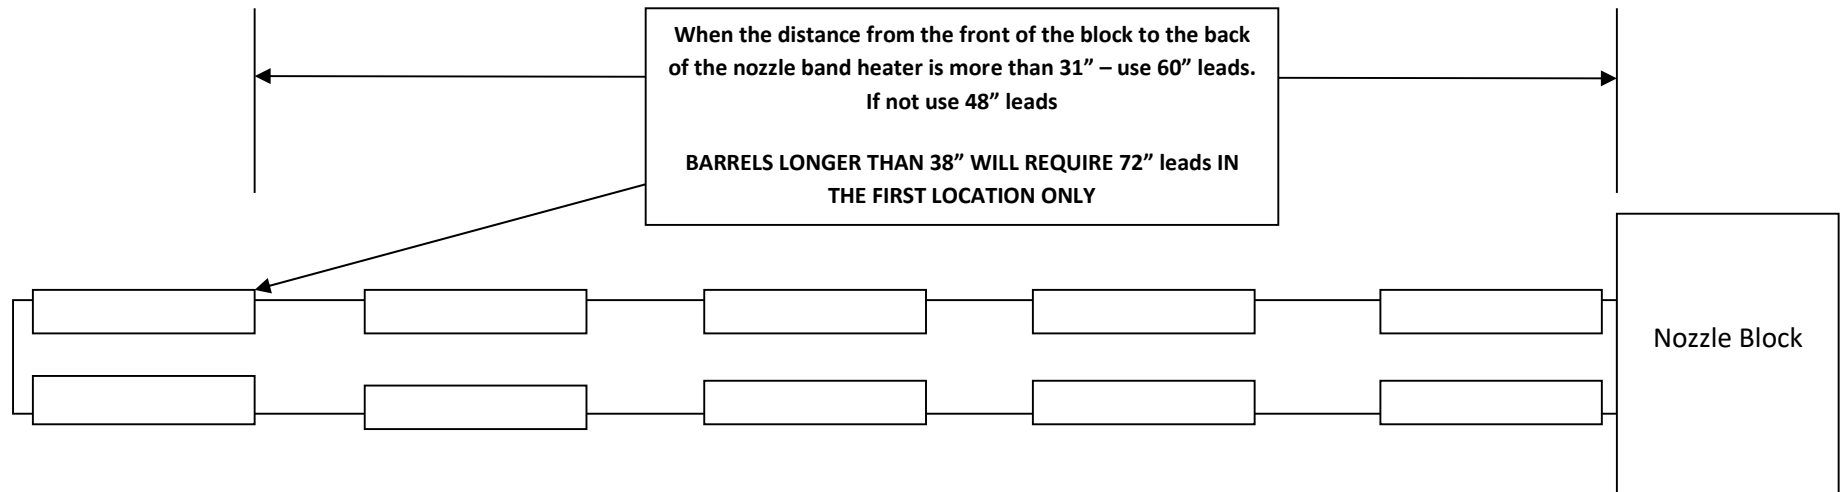 When the distance from the front of the block to the back
of the nozzle band heater is more than 31” – use 60” leads.
If not use 48” leads
BARRELS LONGER THAN 38” WILL REQUIRE 72” leads IN
THE FIRST LOCATION ONLY
Nozzle Block